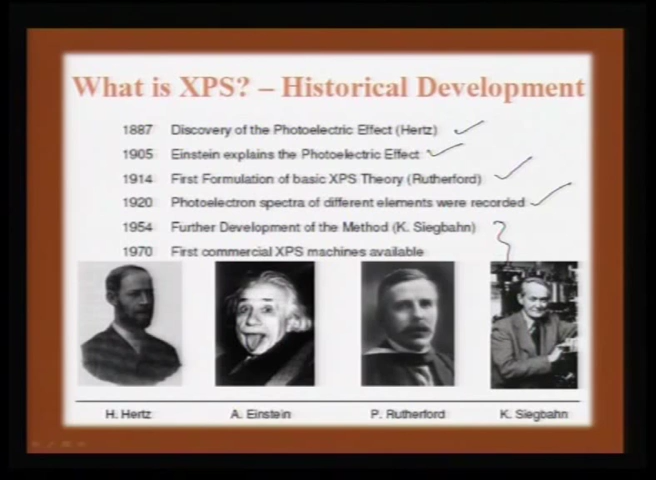 What is XPS? – Historical Development
1887 Discovery of the Photoelectric Effect (Hertz)
1905 Einstein explains the Photoelectric Effect
1914 First Formulation of basic XPS Theory (Rutherford)
1920 Photoelectron spectra of different elements were recorded
1954 Further Development of the Method (K. Siegbahn)
1970 First commercial XPS machines available
H. Hertz A. Einstein P. Rutherford K. Siegbahn